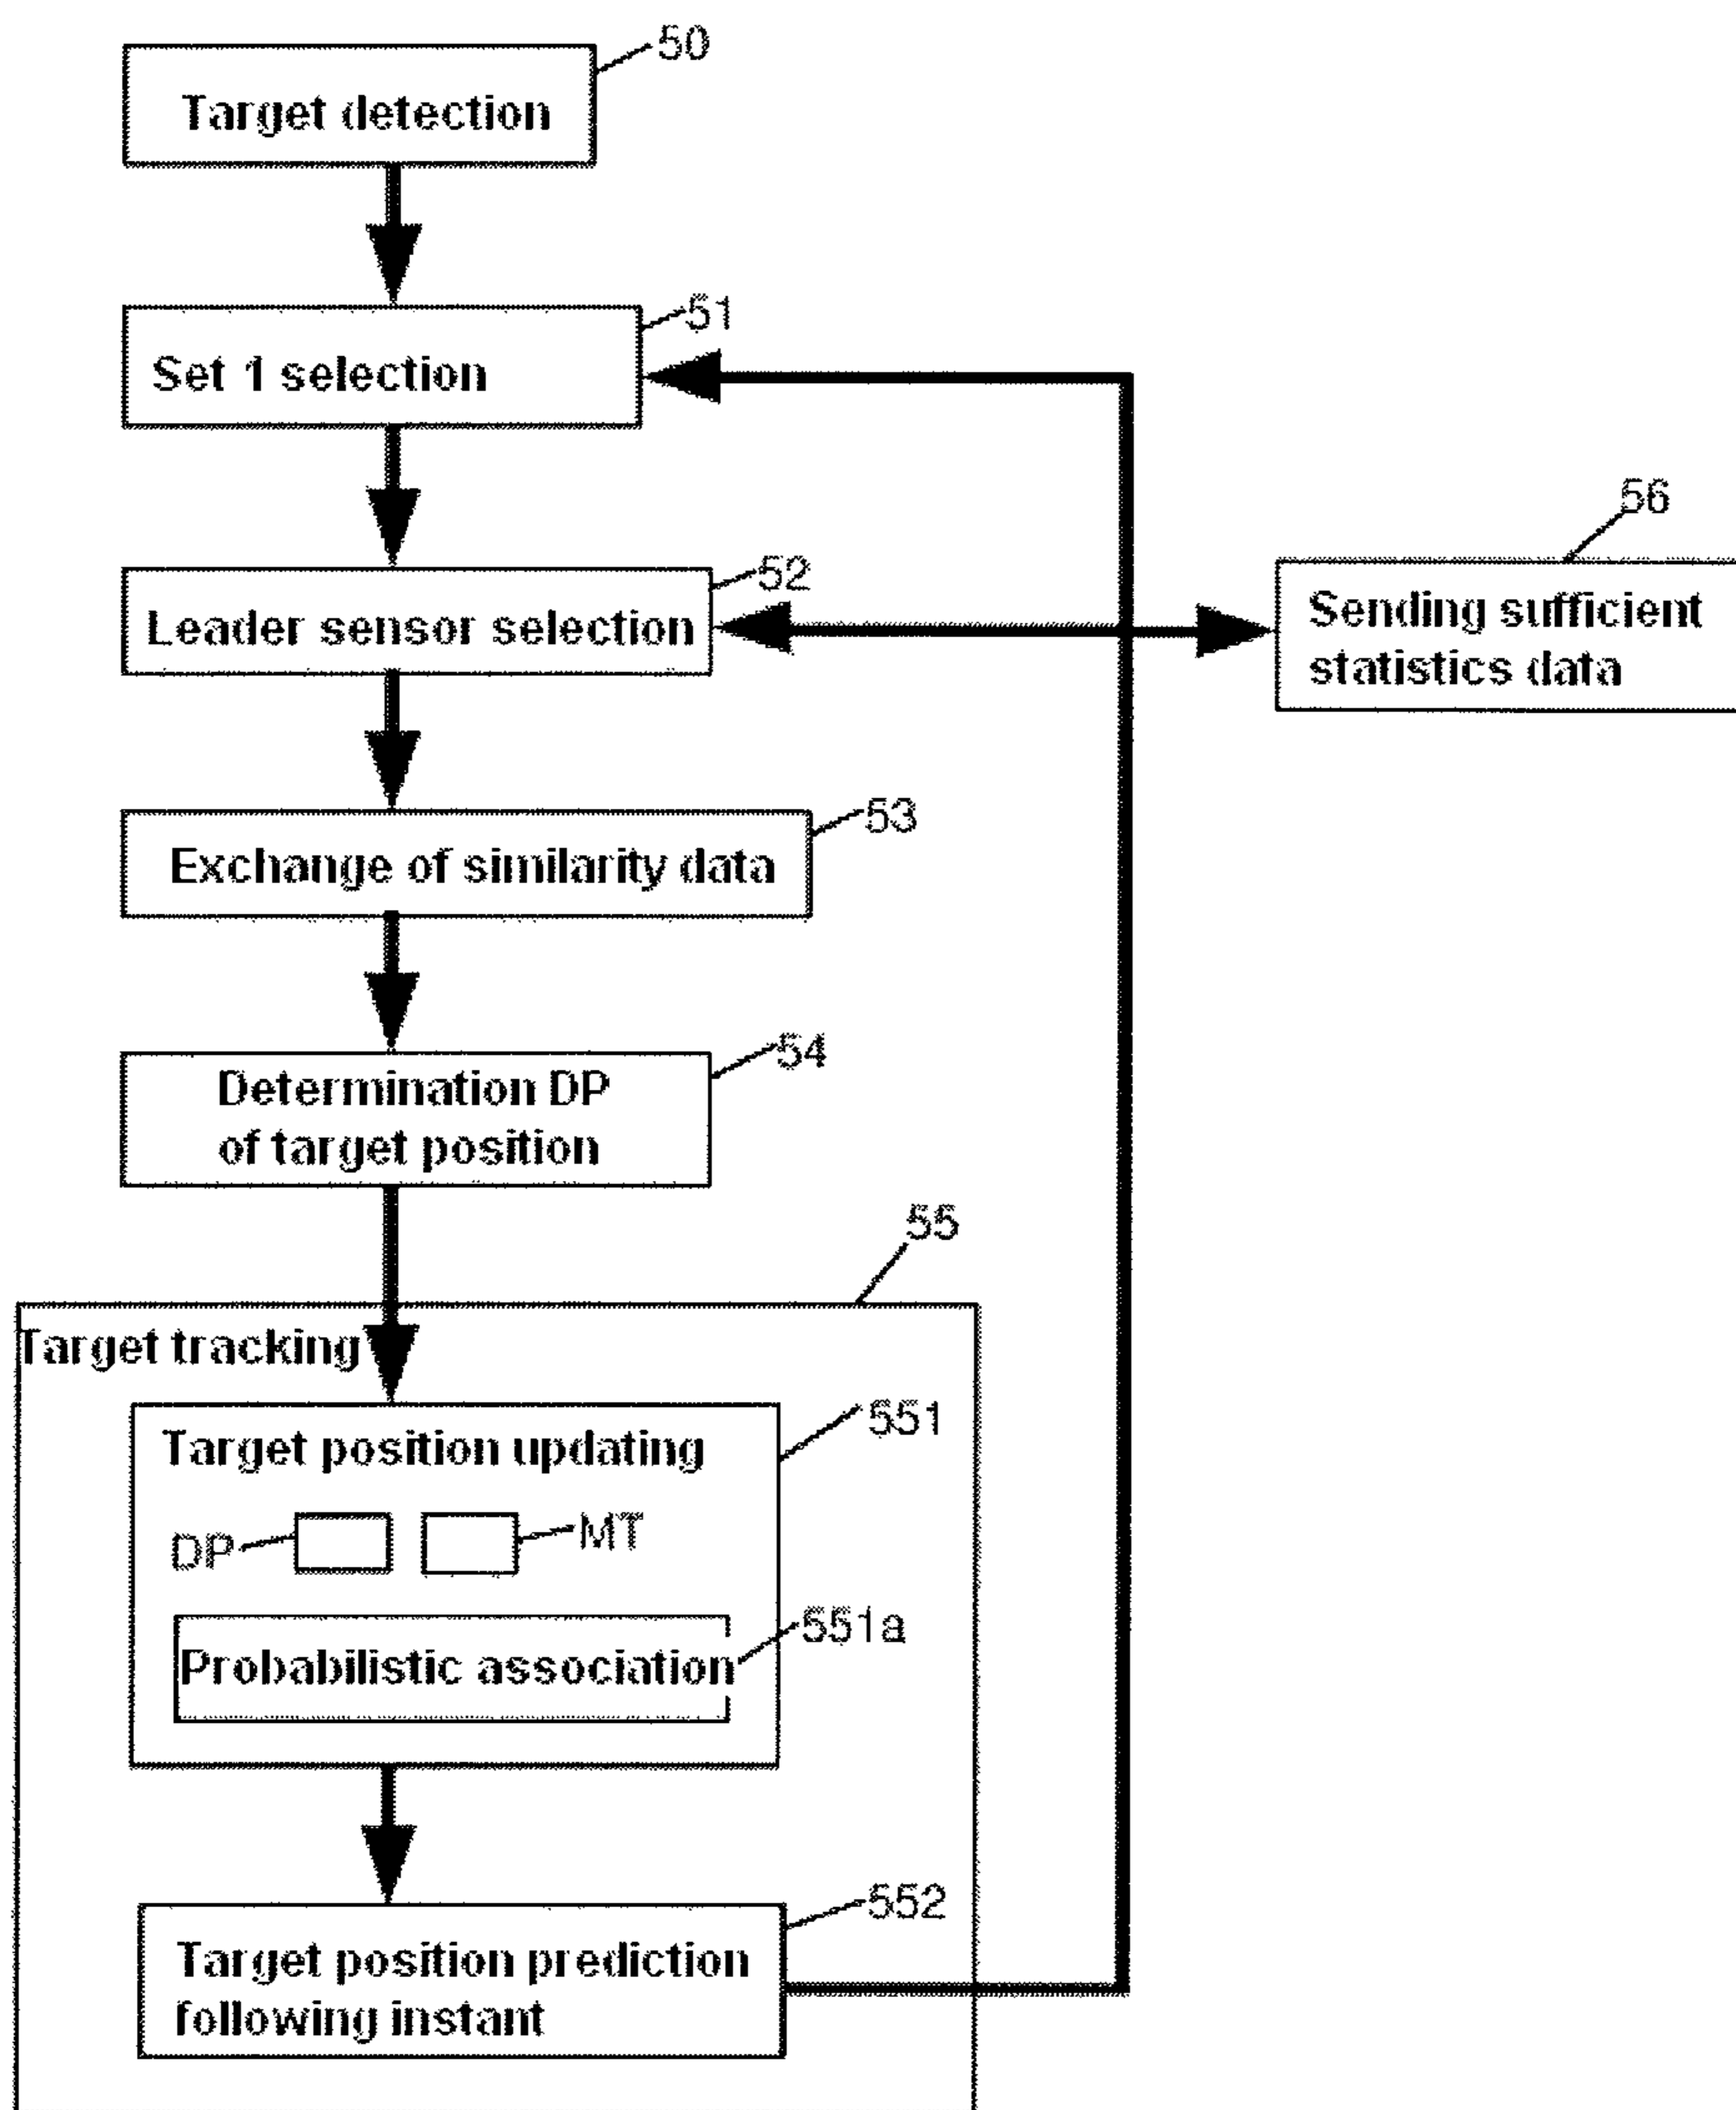 50
Target detection
51
Set 1 selection
56
52
Leader sensor selection
Sending sufficient
statistics data
53
Exchange of similarity data
54
Determination DP
of target position
55
Target tracking
551
Target position updating
DP
MT
551a
Probabilistic association
552
Target position prediction
following instant